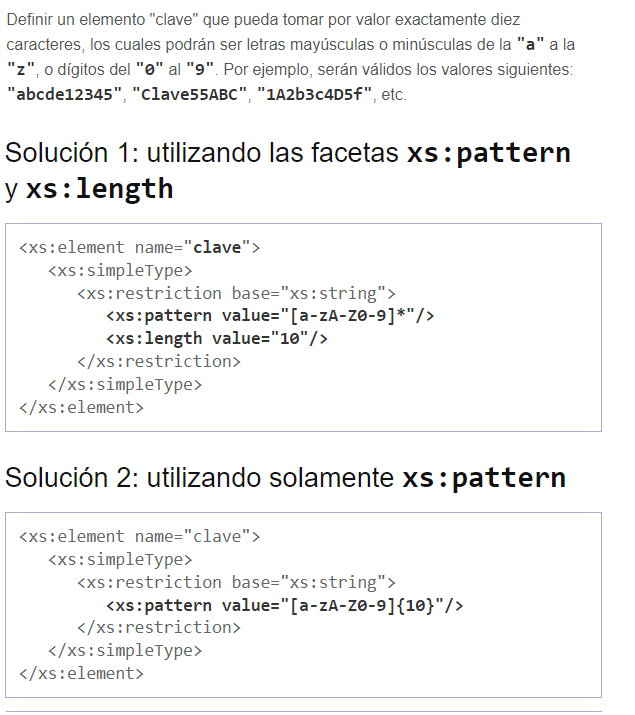 Definir un elemento "clave" que pueda tomar por valor exactamente diez
caracteres, los cuales podrán ser letras mayúsculas o minúsculas de la "a" a la
"z", o dígitos del "0" al "9". Por ejemplo, serán válidos los valores siguientes:
"abcde12345", "Clave55ABC", "1A2b3c4D5f", etc.
Solución 1: utilizando las facetas xs:pattern
y xs:length
<xs:element name="clave">
   <xs:simpleType>
      <xs:restriction base="xs:string">
         <xs:pattern value="[a-zA-Z0-9]*"/>
         <xs:length value="10"/>
      </xs:restriction>
   </xs:simpleType>
</xs:element>
Solución 2: utilizando solamente xs:pattern
<xs:element name="clave">
   <xs:simpleType>
      <xs:restriction base="xs:string">
         <xs:pattern value="[a-zA-Z0-9]{10}"/>
      </xs:restriction>
   </xs:simpleType>
</xs:element>